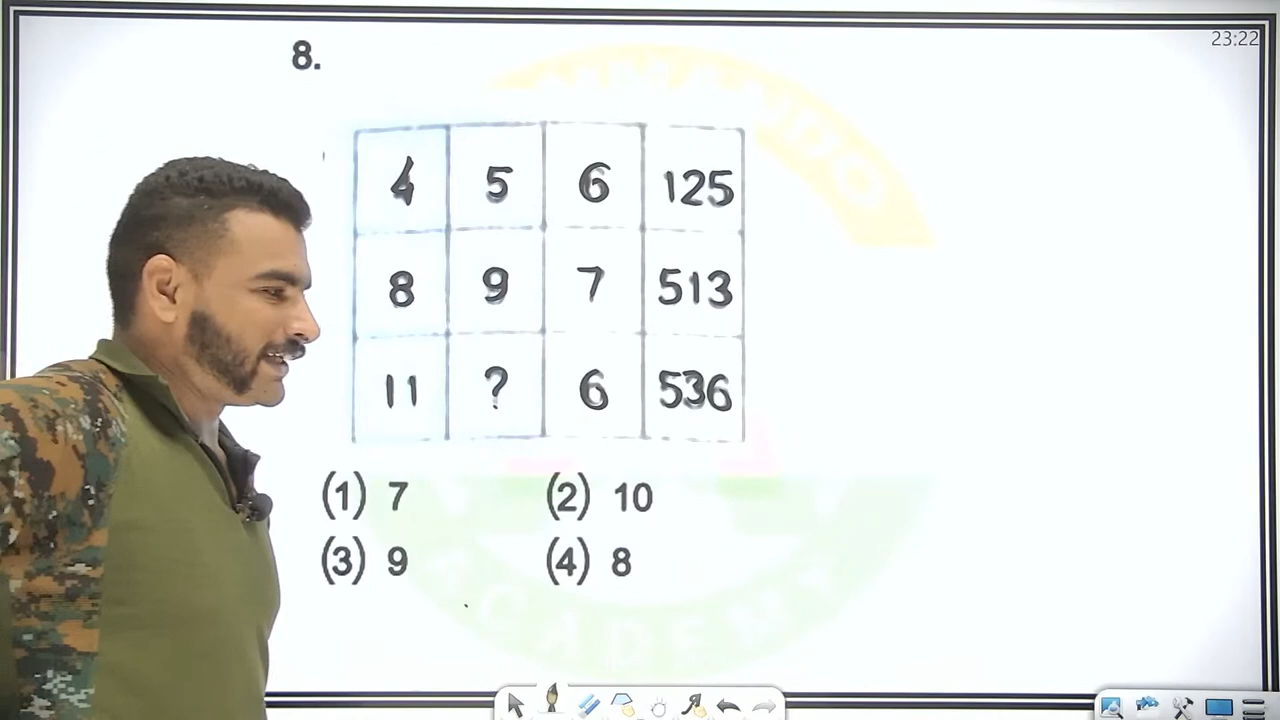 23:22
8.
4 5 6 125
8 9 7 513
11 ? 6 536
(1) 7 (2) 10
(3) 9 (4) 8
ACADEMY